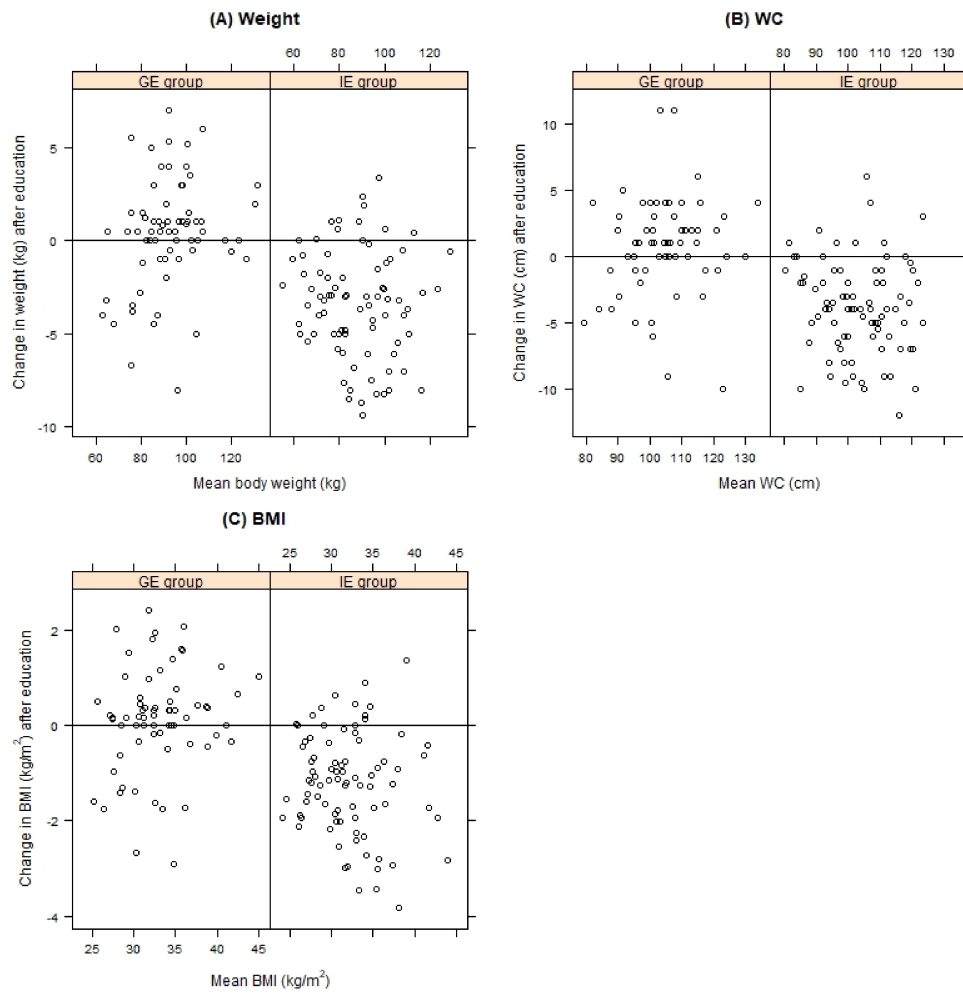 (A) Weight
60 80 100 120
GE group IE group
5
0
-5
-10
Change in weight (kg) after education
60 80 100 120
Mean body weight (kg)
(B) WC
80 90 100 110 120 130
GE group IE group
10
5
0
-5
-10
Change in WC (cm) after education
80 90 100 110 120 130
Mean WC (cm)
(C) BMI
25 30 35 40 45
GE group IE group
2
0
-2
-4
Change in BMI (kg/m²) after education
25 30 35 40 45
Mean BMI (kg/m²)